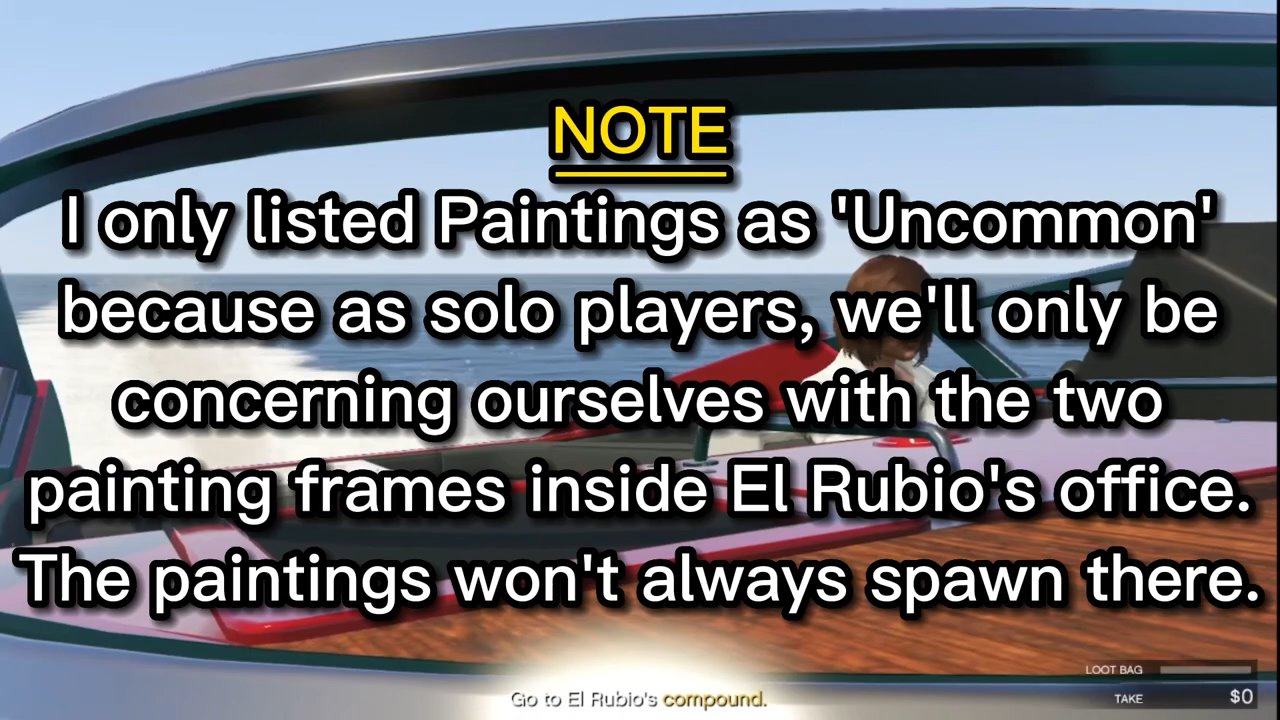 NOTE
I only listed Paintings as 'Uncommon'
because as solo players, we'll only be
concerning ourselves with the two
painting frames inside El Rubio's office.
The paintings won't always spawn there.
LOOT BAG
Go to El Rubio's compound.
TAKE $0